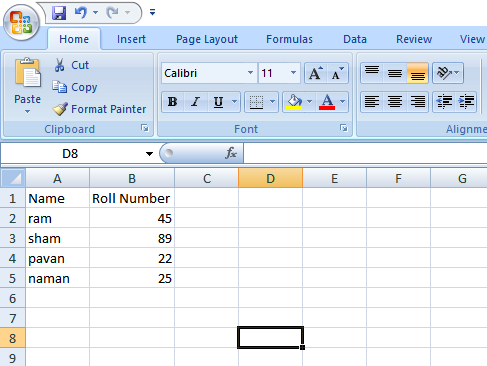 Home Insert Page Layout Formulas Data Review View
Cut
Copy
Paste
Format Painter
Calibri 11 A A
B I U A
Clipboard Font Alignme
D8 fx
A B C D E F G
1 Name Roll Number
2 ram 45
3 sham 89
4 pavan 22
5 naman 25
6
7
8
9